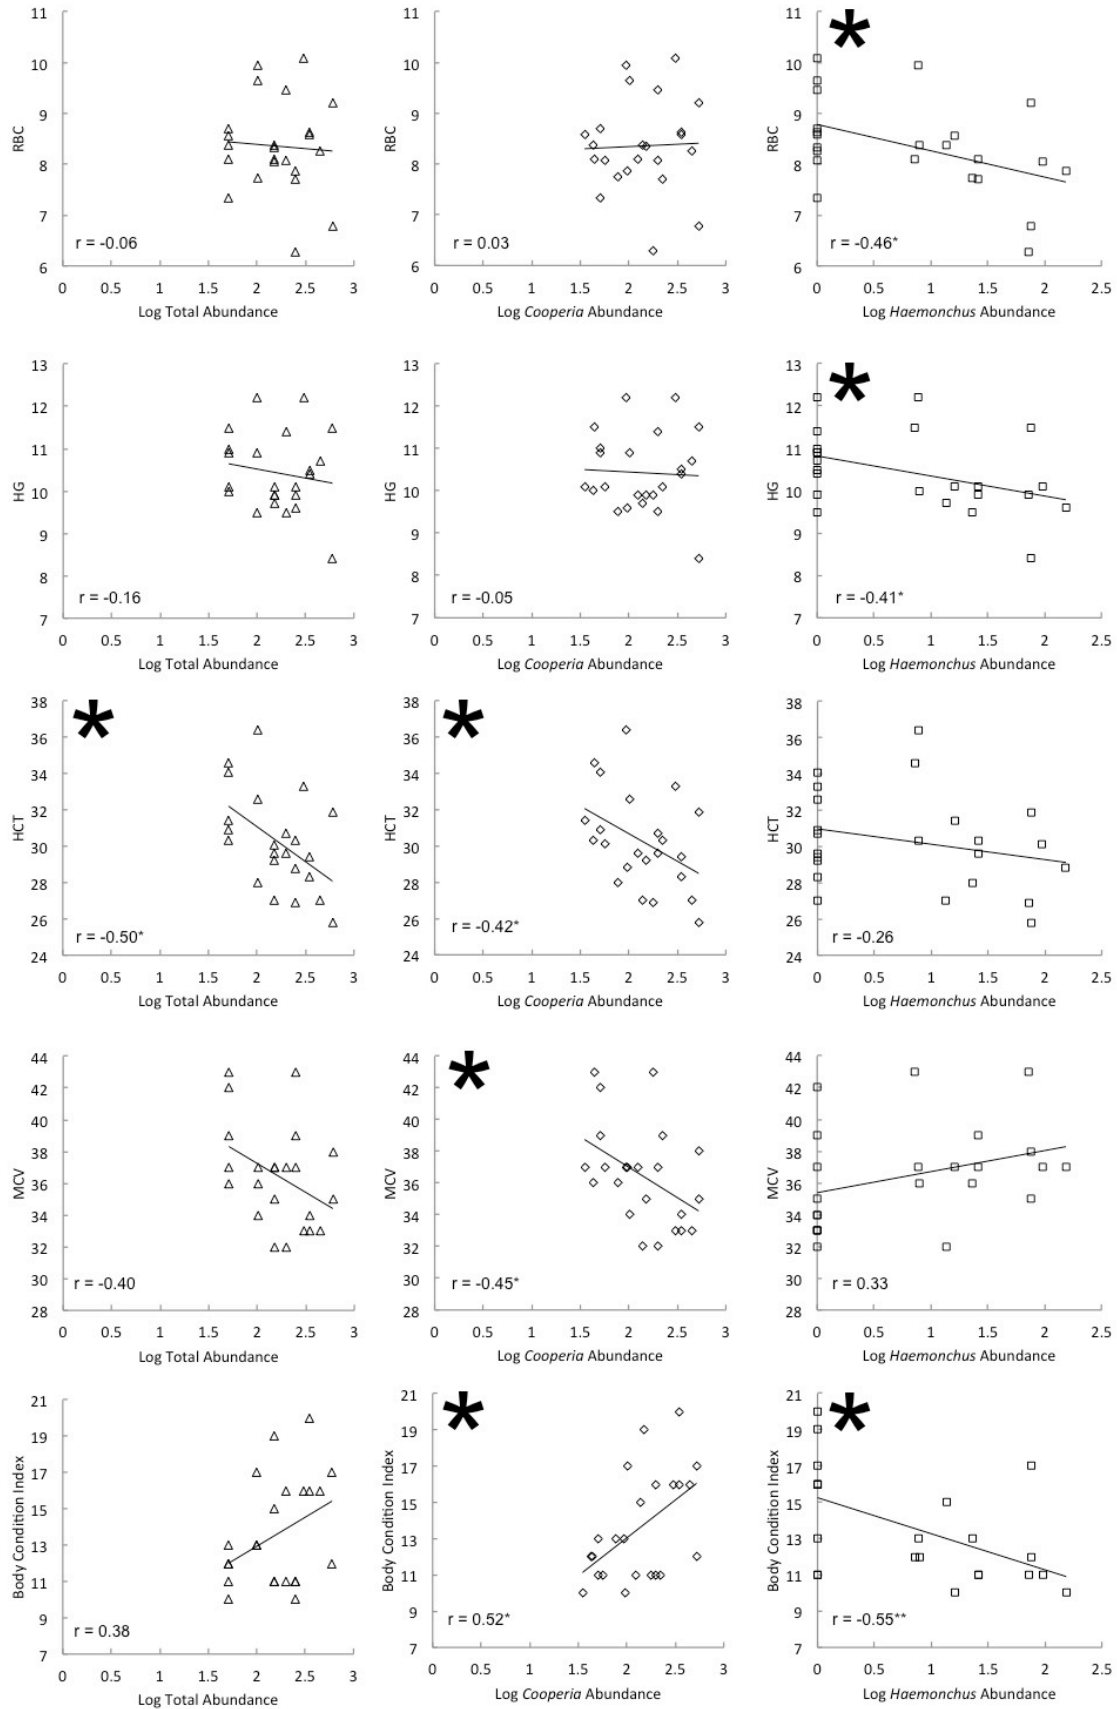 11
10
9
8
7
6
RBC
r = -0.06
0 0.5 1 1.5 2 2.5 3
Log Total Abundance
11
10
9
8
7
6
RBC
r = 0.03
0 0.5 1 1.5 2 2.5 3
Log Cooperia Abundance
11
10
9
8
7
6
RBC
*
r = -0.46*
0 0.5 1 1.5 2 2.5
Log Haemonchus Abundance
13
12
11
10
9
8
7
HG
r = -0.16
0 0.5 1 1.5 2 2.5 3
Log Total Abundance
13
12
11
10
9
8
7
HG
r = -0.05
0 0.5 1 1.5 2 2.5 3
Log Cooperia Abundance
13
12
11
10
9
8
7
HG
*
r = -0.41*
0 0.5 1 1.5 2 2.5
Log Haemonchus Abundance
38
36
34
32
30
28
26
24
HCT
*
r = -0.50*
0 0.5 1 1.5 2 2.5 3
Log Total Abundance
38
36
34
32
30
28
26
24
HCT
*
r = -0.42*
0 0.5 1 1.5 2 2.5 3
Log Cooperia Abundance
38
36
34
32
30
28
26
24
HCT
r = -0.26
0 0.5 1 1.5 2 2.5
Log Haemonchus Abundance
44
42
40
38
36
34
32
30
28
MCV
r = -0.40
0 0.5 1 1.5 2 2.5 3
Log Total Abundance
44
42
40
38
36
34
32
30
28
MCV
*
r = -0.45*
0 0.5 1 1.5 2 2.5 3
Log Cooperia Abundance
44
42
40
38
36
34
32
30
28
MCV
r = 0.33
0 0.5 1 1.5 2 2.5
Log Haemonchus Abundance
21
19
17
15
13
11
9
7
Body Condition Index
r = 0.38
0 0.5 1 1.5 2 2.5 3
Log Total Abundance
21
19
17
15
13
11
9
7
Body Condition Index
*
r = 0.52*
0 0.5 1 1.5 2 2.5 3
Log Cooperia Abundance
21
19
17
15
13
11
9
7
Body Condition Index
*
r = -0.55**
0 0.5 1 1.5 2 2.5
Log Haemonchus Abundance